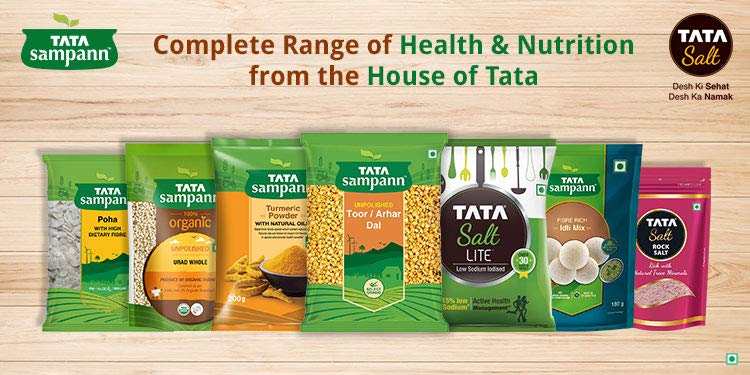 TATA
sampann™
Complete Range of Health & Nutrition
from the House of Tata
TATA
Salt
Desh Ki Sehat
Desh Ka Namak
TATA
sampann
Poha
WITH HIGH
DIETARY FIBRE
TATA
sampann
100%
organic
UNPOLISHED
URAD WHOLE
PRODUCE OF ORGANIC FARMING
TATA
sampann
Turmeric
Powder
WITH NATURAL OILS
200g
TATA
sampann
UNPOLISHED
Toor / Arhar
Dal
TATA
Salt
LITE
Low Sodium Iodised
30
15% low
Sodium
Active Health
Management
TATA
sampann
FIBRE RICH
Idli Mix
180 g
TATA
Salt
ROCK
SALT
Rich with
Natural Trace Minerals